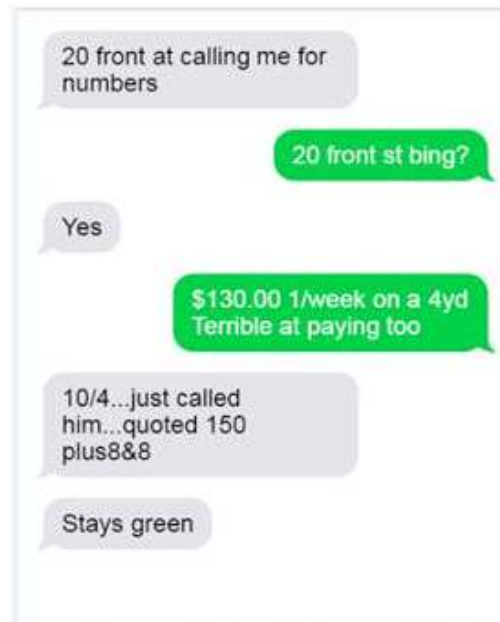 20 front at calling me for
numbers
20 front st bing?
Yes
$130.00 1/week on a 4yd
Terrible at paying too
10/4...just called
him...quoted 150
plus8&8
Stays green